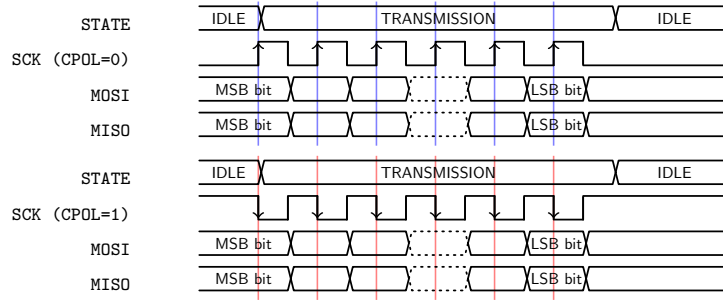 STATE IDLE TRANSMISSION IDLE
SCK (CPOL=0)
MOSI MSB bit LSB bit
MISO MSB bit LSB bit
STATE IDLE TRANSMISSION IDLE
SCK (CPOL=1)
MOSI MSB bit LSB bit
MISO MSB bit LSB bit